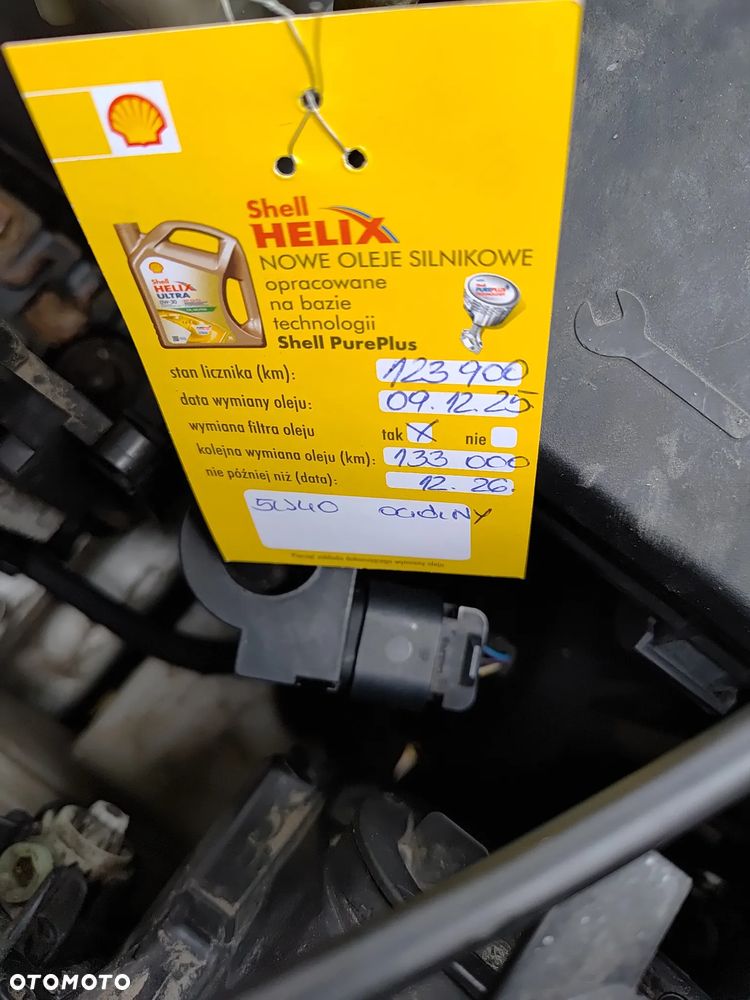 Shell
HELIX
NOWE OLEJE SILNIKOWE
opracowane
na bazie
technologii
Shell PurePlus
Shell
HELIX
ULTRA
0W-30
stan licznika (km): 123 900
data wymiany oleju: 09.12.25
wymiana filtra oleju tak X nie
kolejna wymiana oleju (km): 133 000
nie później niż (data): 12.26.
5W40
OTOMOTO